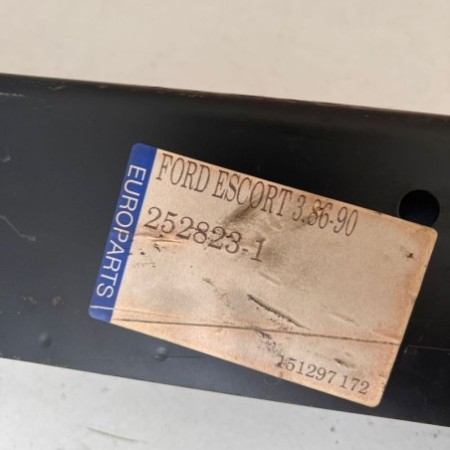 EUROPARTS
FORD ESCORT 3.86-90
252823-1
151297 172